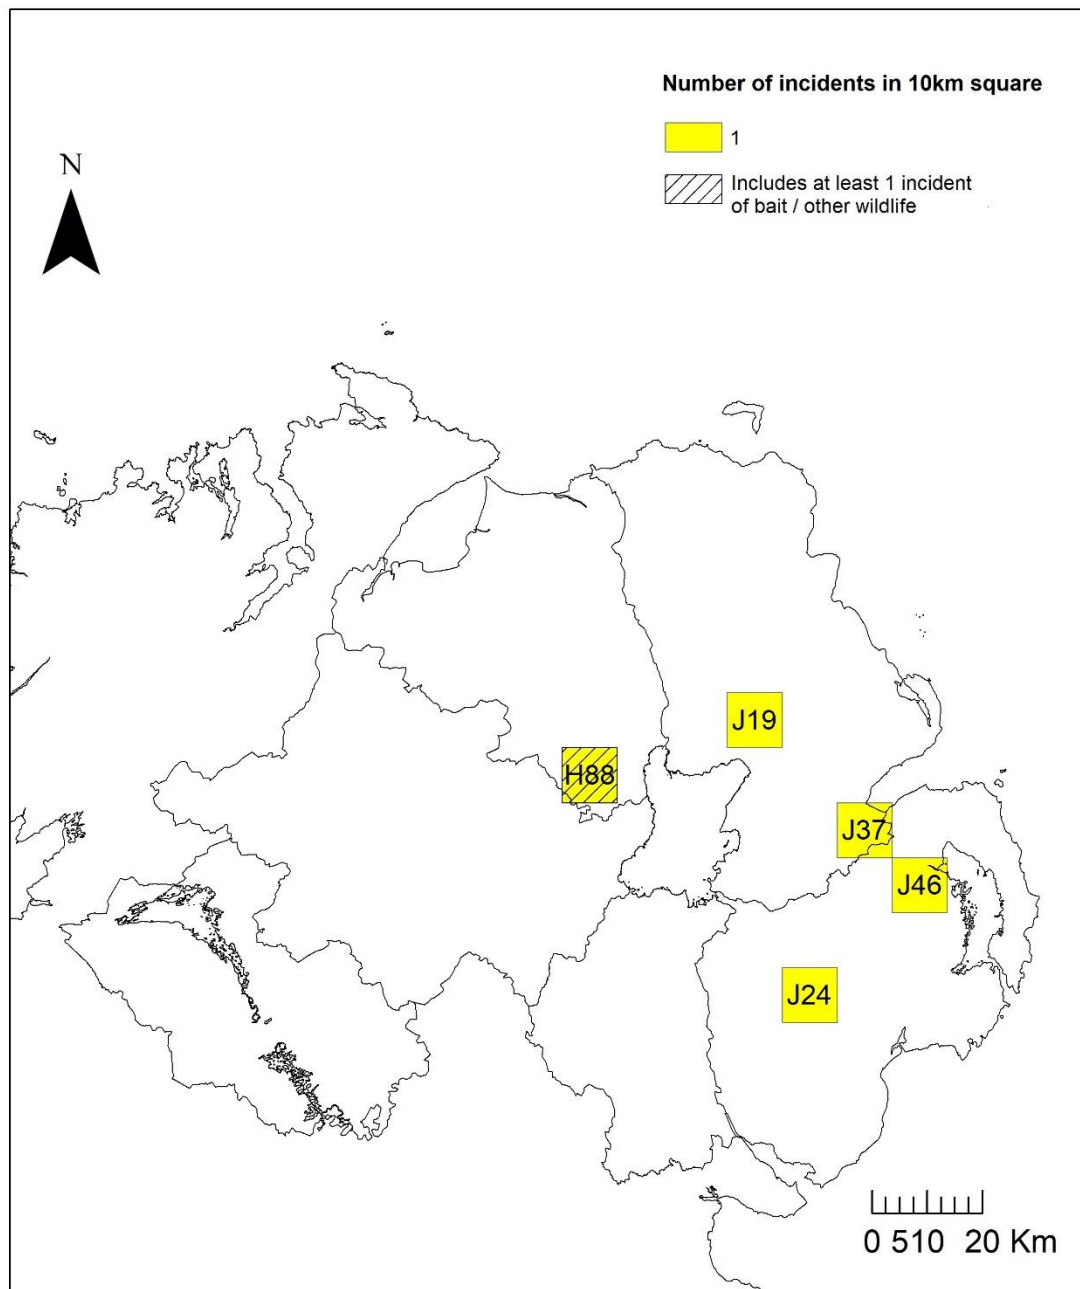 Number of incidents in 10km square
1
Includes at least 1 incident
of bait / other wildlife
N
J19
H88
J37
J46
J24
0 510 20 Km